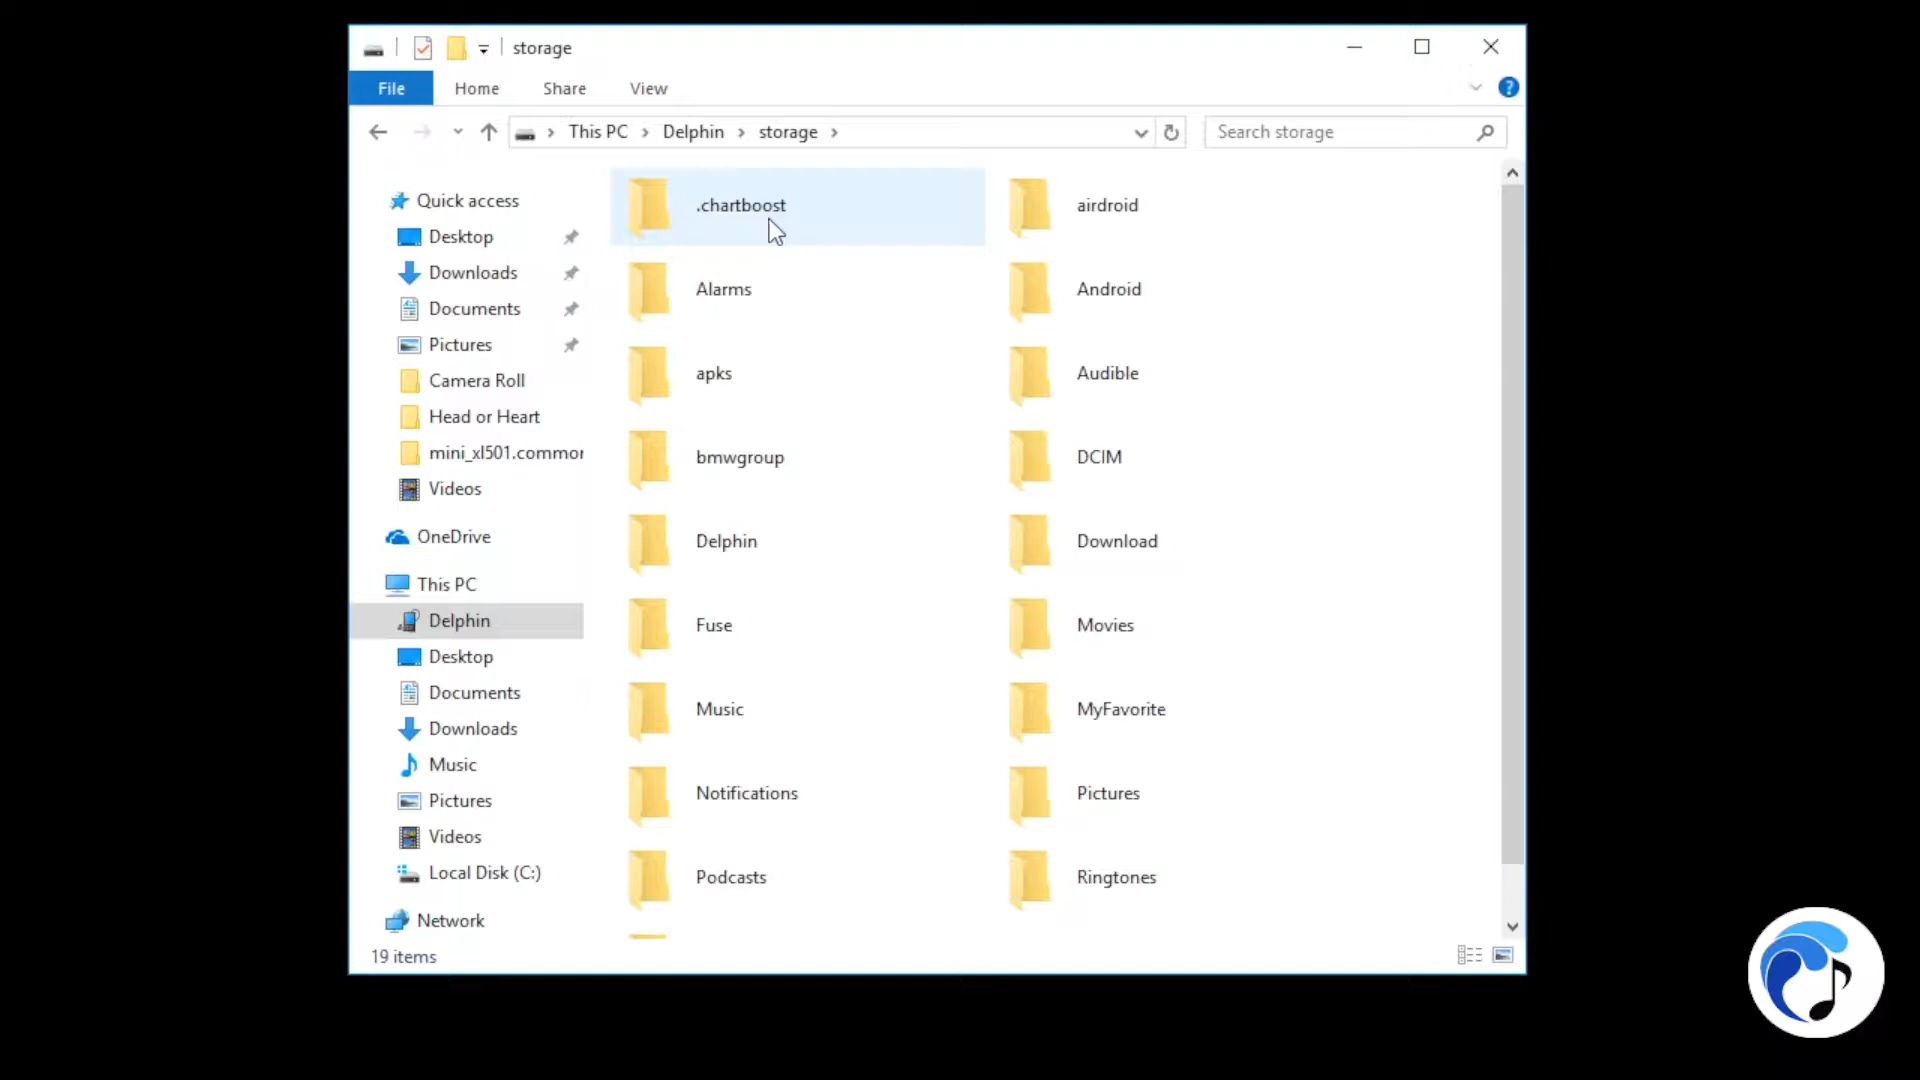 storage
File Home Share View
This PC Delphin storage
Search storage
Quick access
Desktop
Downloads
Documents
Pictures
Camera Roll
Head or Heart
mini_xl501.common
Videos
OneDrive
This PC
Delphin
Desktop
Documents
Downloads
Music
Pictures
Videos
Local Disk (C:)
Network
.chartboost airdroid
Alarms Android
apks Audible
bmwgroup DCIM
Delphin Download
Fuse Movies
Music MyFavorite
Notifications Pictures
Podcasts Ringtones
19 items